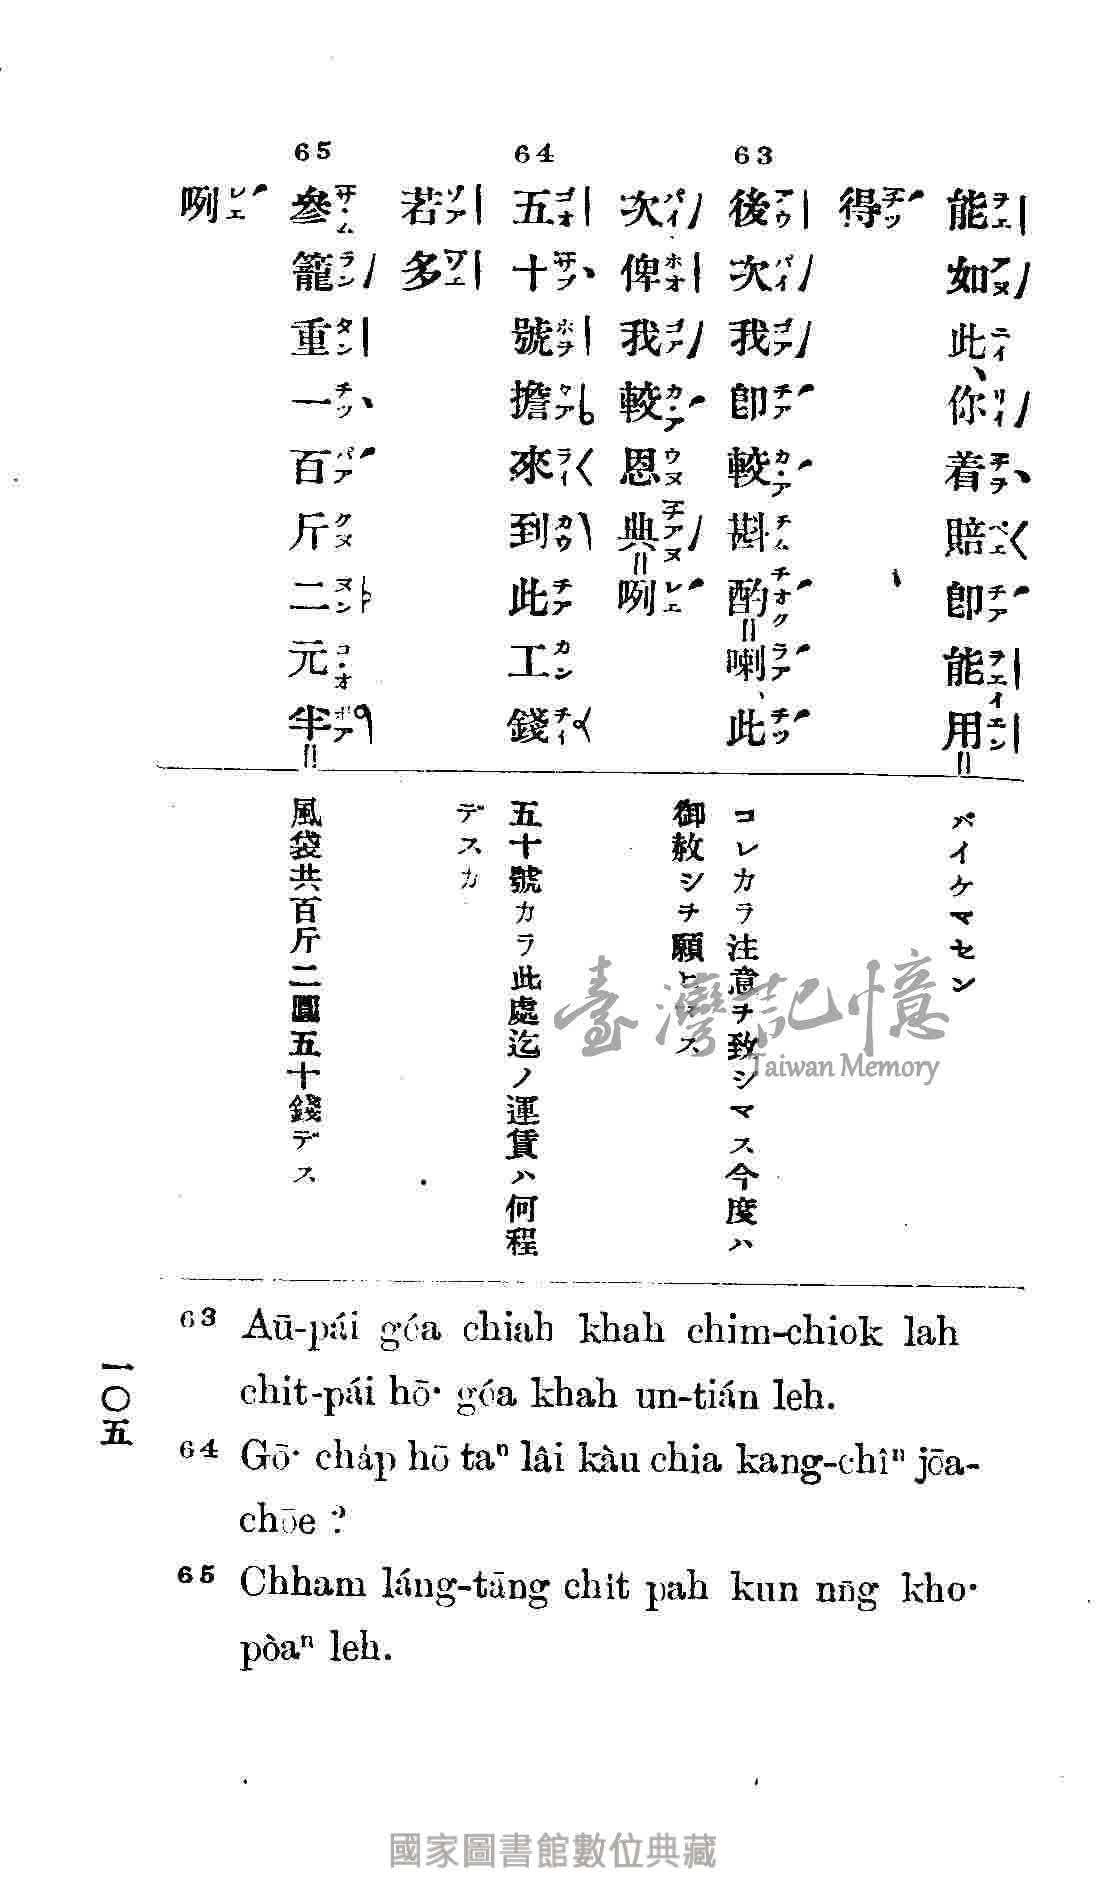 能如此、你着賠卽能用
得
63
後次我卽較斟酌喇、此
次俾我較恩典咧
64
五十號擔來到此工錢
若多
65
參籠重一百斤二元半
咧
パイケマセン
コレカラ注意ヲ致シマス今度ハ
御赦シヲ願ヒマス
五十號カラ此處迄ノ運賃ハ何程
デスカ
風袋共百斤二圓五十錢デス
63 Aū-pái góa chiah khah chim-chiok lah
chit-pái hō· góa khah un-tián leh.
64 Gō· cha̍p hō taⁿ lâi kàu chia kang-chîⁿ jōa-
chōe ?
65 Chham láng-tāng chit pah kun nn̄g kho·
pòaⁿ leh.
一〇五
臺灣記憶
Taiwan Memory
國家圖書館數位典藏